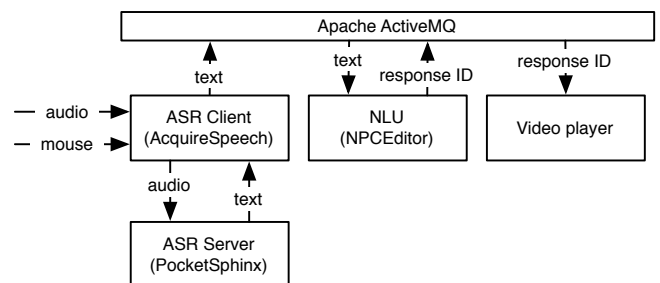 Apache ActiveMQ
text
text
response ID
response ID
audio
mouse
ASR Client
(AcquireSpeech)
NLU
(NPCEditor)
Video player
audio
text
ASR Server
(PocketSphinx)